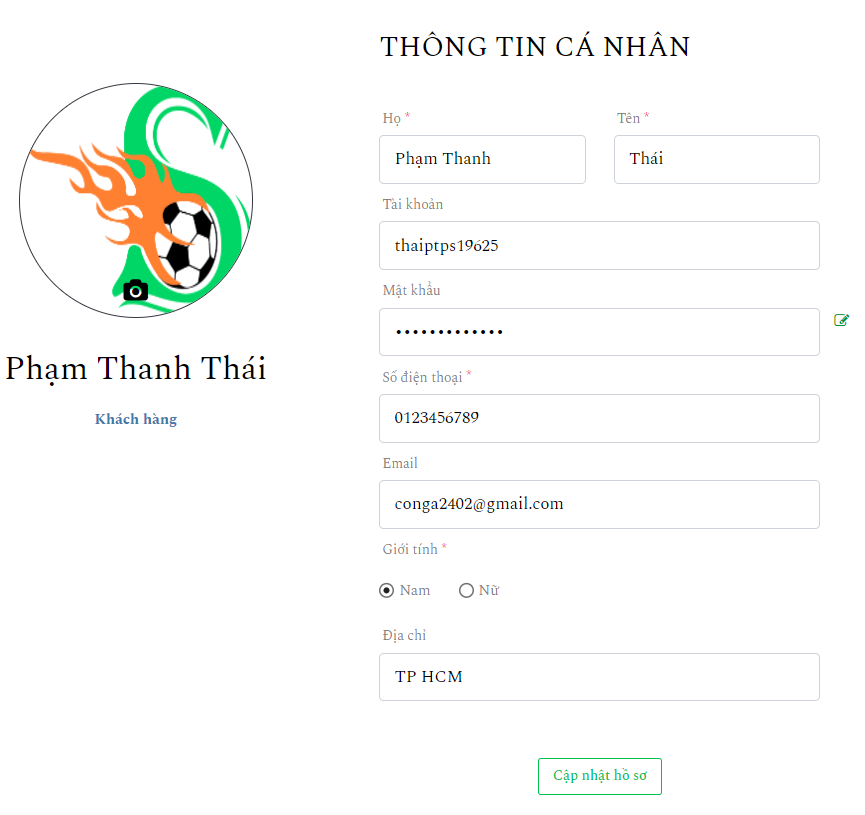 THÔNG TIN CÁ NHÂN
Họ *
Tên *
Phạm Thanh
Thái
Tài khoản
thaiptps19625
Mật khẩu
•••••••••••••
Số điện thoại *
0123456789
Email
conga2402@gmail.com
Giới tính *
Nam Nữ
Địa chỉ
TP HCM
Cập nhật hồ sơ
Phạm Thanh Thái
Khách hàng